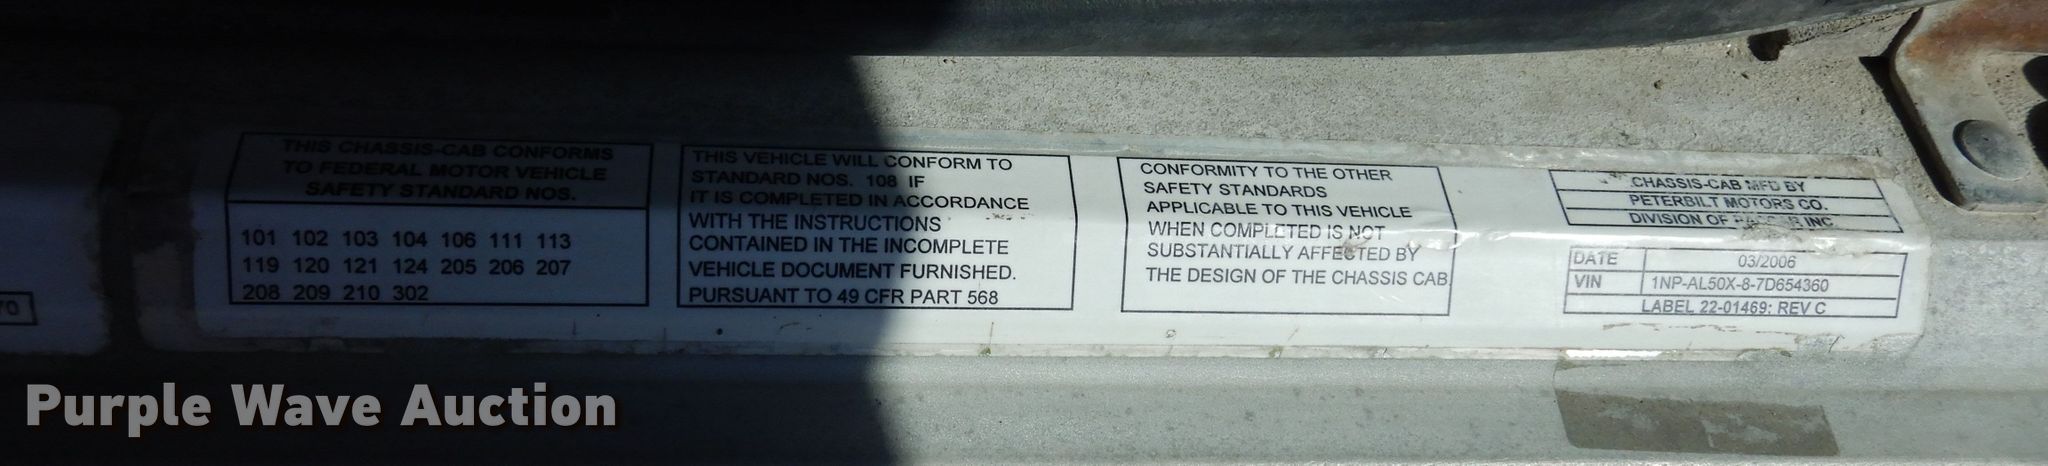 THIS CHASSIS-CAB CONFORMS
TO FEDERAL MOTOR VEHICLE
SAFETY STANDARD NOS.
101 102 103 104 106 111 113
119 120 121 124 205 206 207
208 209 210 302
THIS VEHICLE WILL CONFORM TO
STANDARD NOS. 108 IF
IT IS COMPLETED IN ACCORDANCE
WITH THE INSTRUCTIONS
CONTAINED IN THE INCOMPLETE
VEHICLE DOCUMENT FURNISHED.
PURSUANT TO 49 CFR PART 568
CONFORMITY TO THE OTHER
SAFETY STANDARDS
APPLICABLE TO THIS VEHICLE
WHEN COMPLETED IS NOT
SUBSTANTIALLY AFFECTED BY
THE DESIGN OF THE CHASSIS CAB.
CHASSIS-CAB MFD BY
PETERBILT MOTORS CO.
DIVISION OF PACCAR INC
DATE 03/2006
VIN 1NP-AL50X-8-7D654360
LABEL 22-01469: REV C
70
Purple Wave Auction